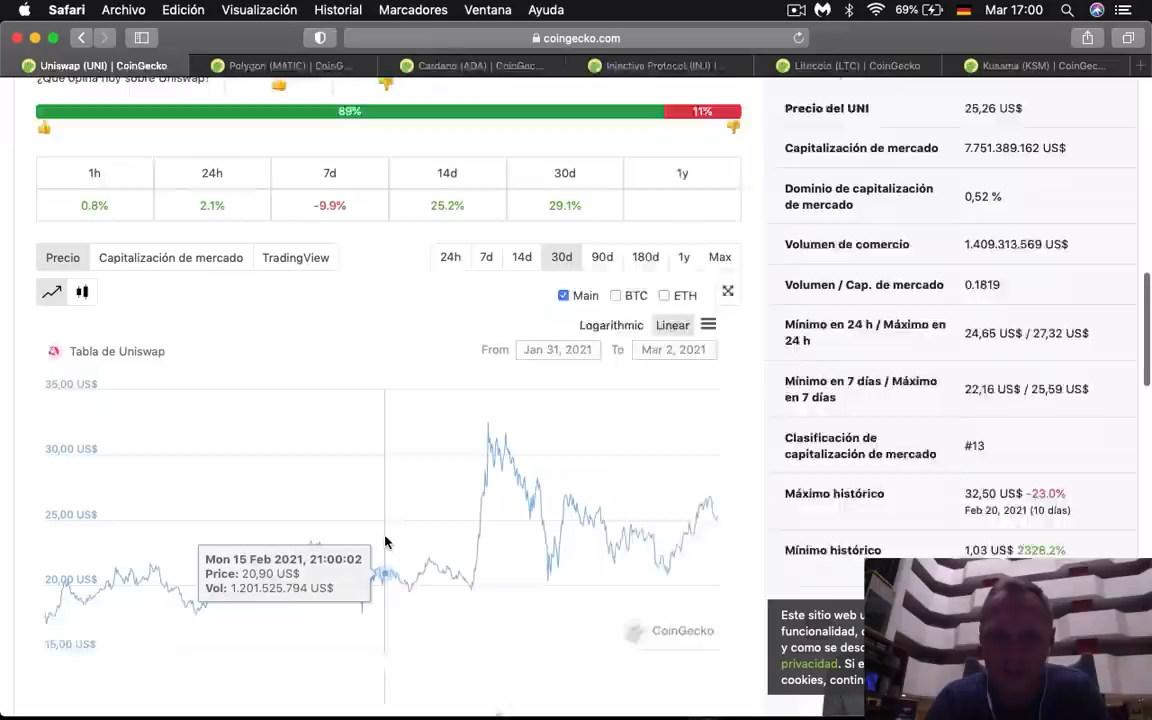 Safari Archivo Edición Visualización Historial Marcadores Ventana Ayuda 69% Mar 17:00
coingecko.com
Uniswap (UNI) | CoinGecko Polygon (MATIC) | CoinG... Cardano (ADA) | CoinGec... Injective Protocol (INJ) | Litecoin (LTC) | CoinGecko Kusama (KSM) | CoinGec...
¿Qué opina hoy sobre Uniswap?
89% 11%
1h 24h 7d 14d 30d 1y
0.8% 2.1% -9.9% 25.2% 29.1%
Precio Capitalización de mercado TradingView 24h 7d 14d 30d 90d 180d 1y Max
Main BTC ETH
Logarithmic Linear
Tabla de Uniswap From Jan 31, 2021 To Mar 2, 2021
35,00 US$
30,00 US$
25,00 US$
20,00 US$
15,00 US$
Mon 15 Feb 2021, 21:00:02
Price: 20,90 US$
Vol: 1.201.525.794 US$
CoinGecko
Precio del UNI 25,26 US$
Capitalización de mercado 7.751.389.162 US$
Dominio de capitalización
de mercado 0,52 %
Volumen de comercio 1.409.313.569 US$
Volumen / Cap. de mercado 0.1819
Mínimo en 24 h / Máximo en
24 h 24,65 US$ / 27,32 US$
Mínimo en 7 días / Máximo
en 7 días 22,16 US$ / 25,59 US$
Clasificación de
capitalización de mercado #13
Máximo histórico 32,50 US$ -23.0%
Feb 20, 2021 (10 días)
Mínimo histórico 1,03 US$ 2328.2%
Este sitio web u
funcionalidad,
y como se desc
privacidad. Si e
cookies, contin